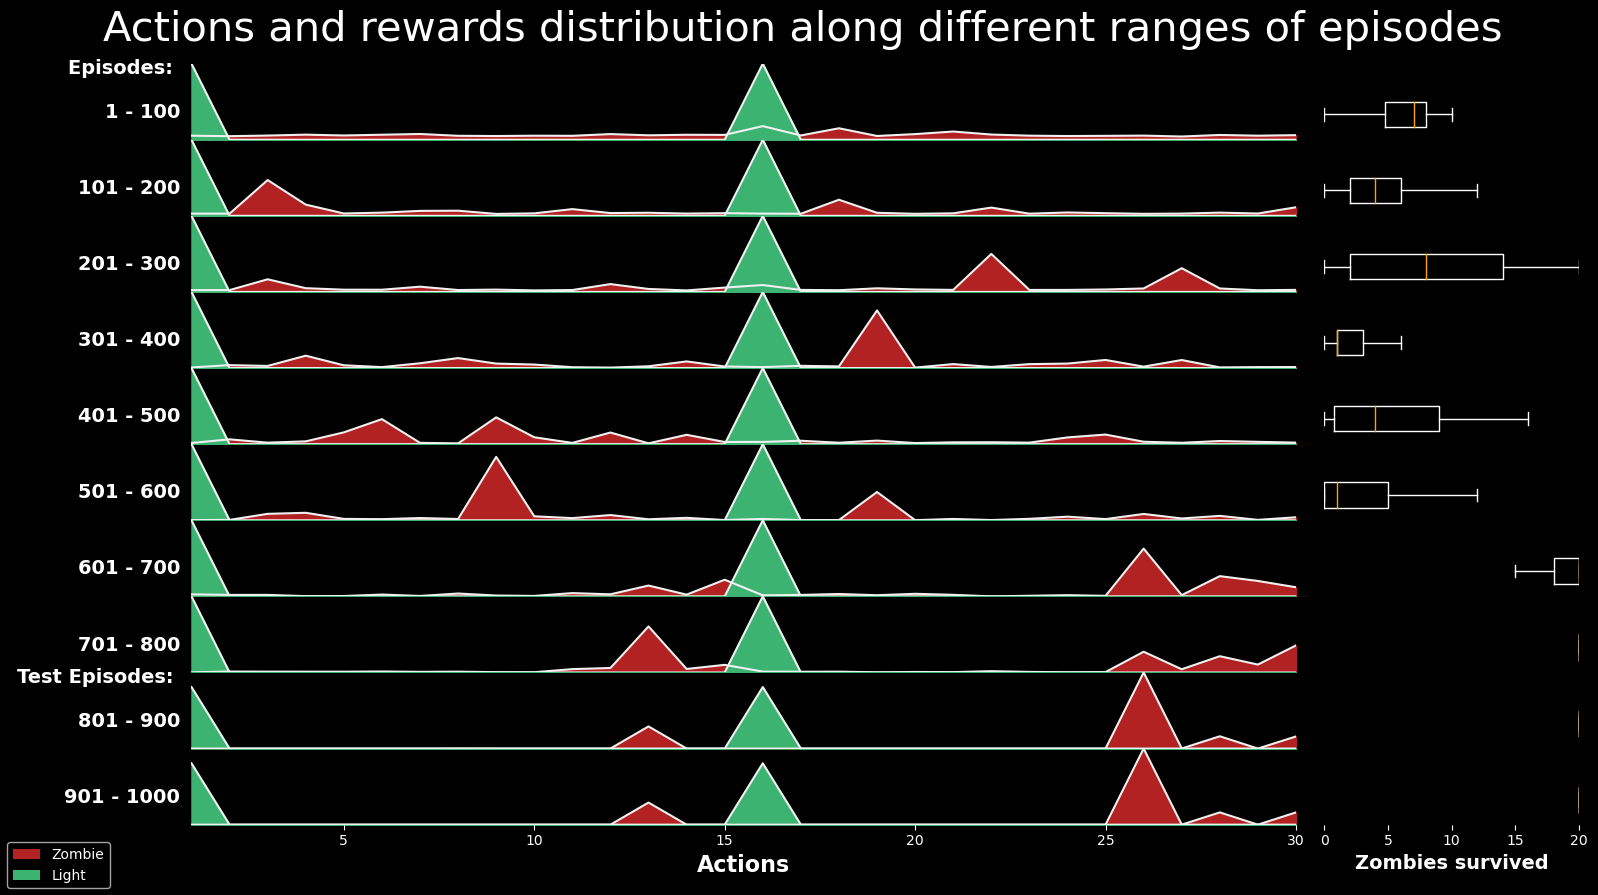 Actions and rewards distribution along different ranges of episodes
Episodes:
1 - 100
101 - 200
201 - 300
301 - 400
401 - 500
501 - 600
601 - 700
701 - 800
Test Episodes:
801 - 900
901 - 1000
5 10 15 20 25 30
0 5 10 15 20
Actions
Zombies survived
Zombie
Light